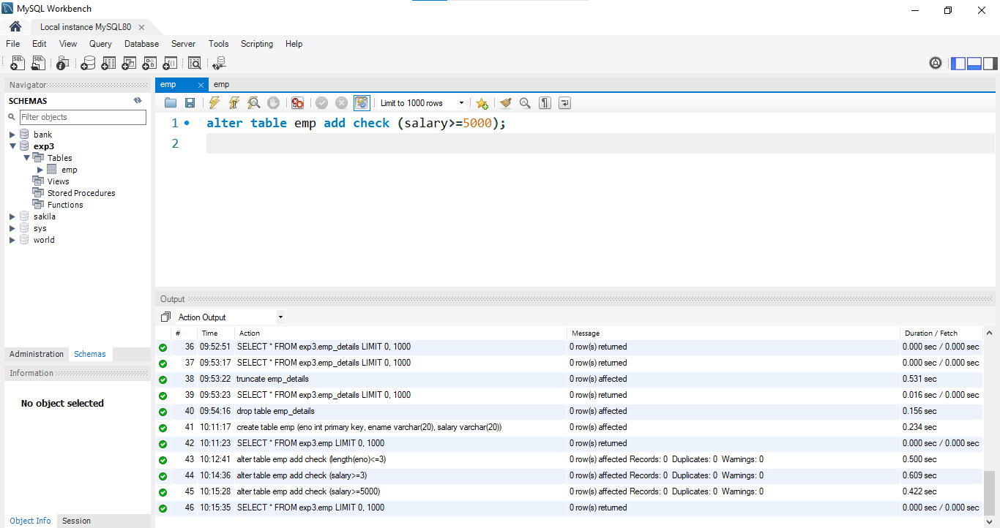 MySQL Workbench
Local instance MySQL80
File Edit View Query Database Server Tools Scripting Help
Navigator
SCHEMAS
Filter objects
bank
exp3
Tables
emp
Views
Stored Procedures
Functions
sakila
sys
world
Administration Schemas
Information
No object selected
Object Info Session
emp emp
Limit to 1000 rows
1 alter table emp add check (salary>=5000);
2
Output
Action Output
# Time Action Message Duration / Fetch
36 09:52:51 SELECT * FROM exp3.emp_details LIMIT 0, 1000 0 row(s) returned 0.000 sec / 0.000 sec
37 09:53:17 SELECT * FROM exp3.emp_details LIMIT 0, 1000 0 row(s) returned 0.000 sec / 0.000 sec
38 09:53:22 truncate emp_details 0 row(s) affected 0.531 sec
39 09:53:23 SELECT * FROM exp3.emp_details LIMIT 0, 1000 0 row(s) returned 0.016 sec / 0.000 sec
40 09:54:16 drop table emp_details 0 row(s) affected 0.156 sec
41 10:11:17 create table emp (eno int primary key, ename varchar(20), salary varchar(20)) 0 row(s) affected 0.234 sec
42 10:11:23 SELECT * FROM exp3.emp LIMIT 0, 1000 0 row(s) returned 0.000 sec / 0.000 sec
43 10:12:41 alter table emp add check (length(eno)<=3) 0 row(s) affected Records: 0 Duplicates: 0 Warnings: 0 0.500 sec
44 10:14:36 alter table emp add check (salary>=3) 0 row(s) affected Records: 0 Duplicates: 0 Warnings: 0 0.609 sec
45 10:15:28 alter table emp add check (salary>=5000) 0 row(s) affected Records: 0 Duplicates: 0 Warnings: 0 0.422 sec
46 10:15:35 SELECT * FROM exp3.emp LIMIT 0, 1000 0 row(s) returned 0.000 sec / 0.000 sec